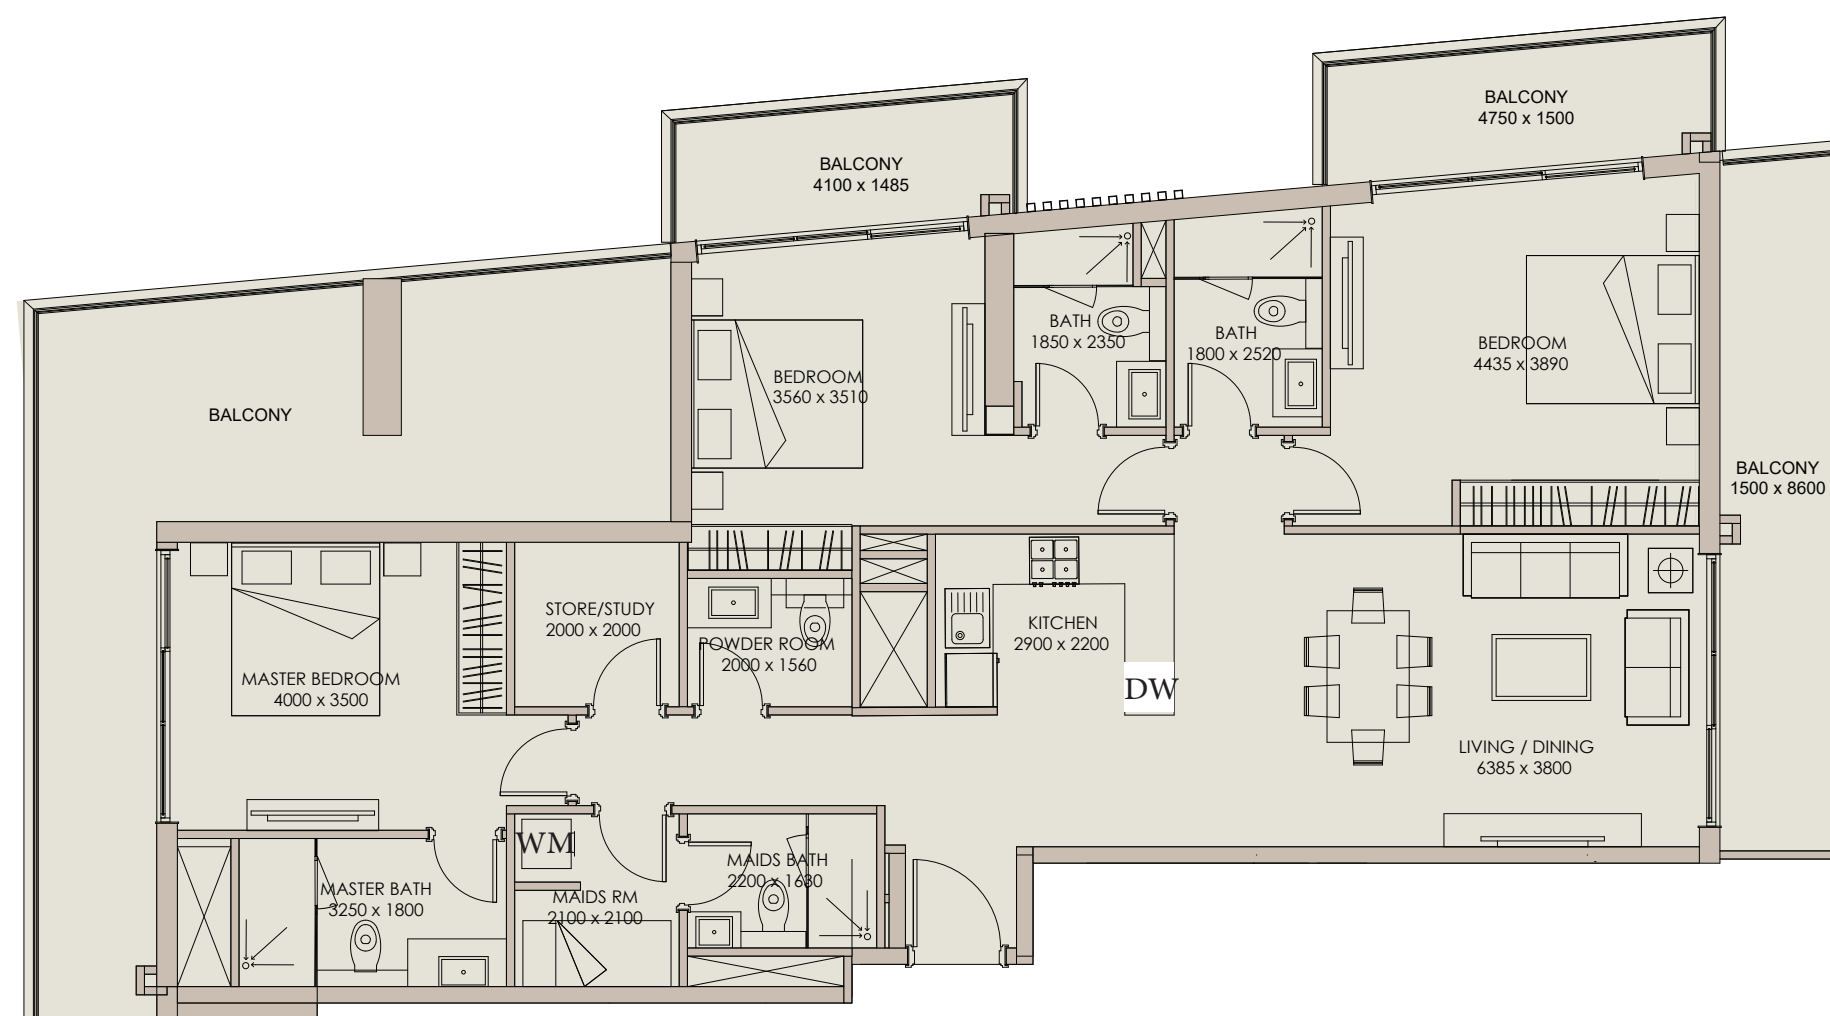 BALCONY
4750 x 1500
BALCONY
4100 x 1485
BATH
1850 x 2350
BATH
1800 x 2520
BEDROOM
4435 x 3890
BEDROOM
3560 x 3510
BALCONY
BALCONY
1500 x 8600
STORE/STUDY
2000 x 2000
POWDER ROOM
2000 x 1560
KITCHEN
2900 x 2200
MASTER BEDROOM
4000 x 3500
DW
LIVING / DINING
6385 x 3800
WM
MAIDS BATH
2200 x 1630
MASTER BATH
3250 x 1800
MAIDS RM
2100 x 2100